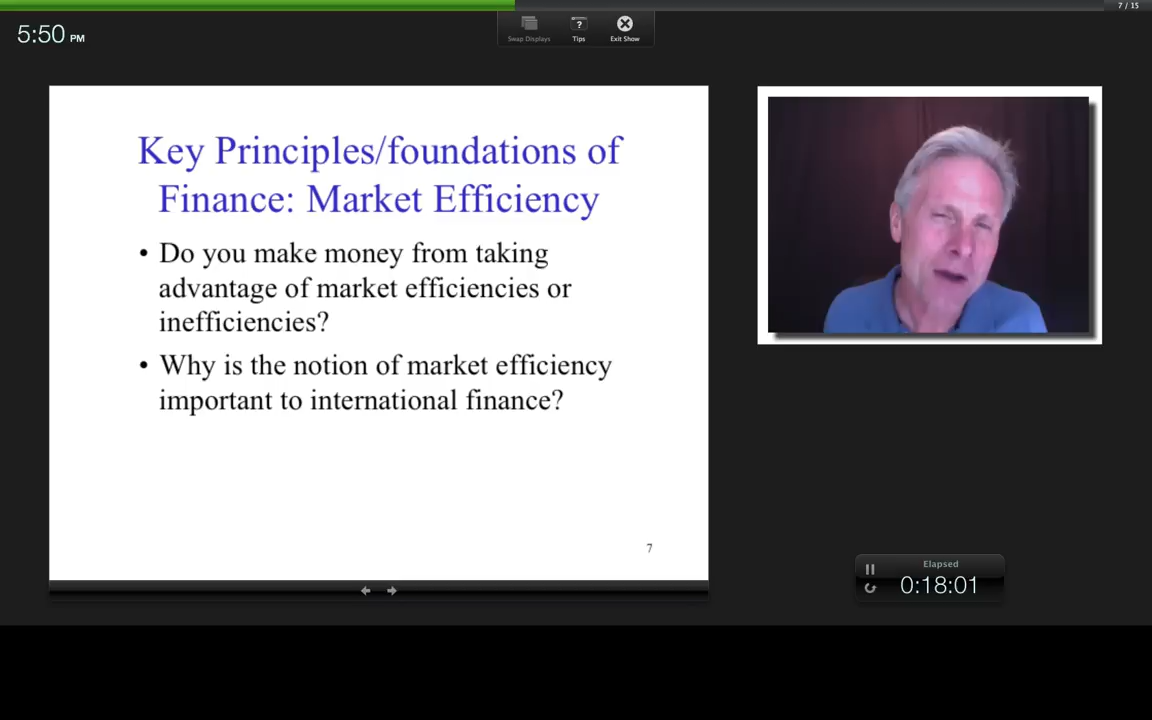 7 / 15
5:50 PM
?
Swap Displays
Tips
Exit Show
Key Principles/foundations of
Finance: Market Efficiency
• Do you make money from taking
advantage of market efficiencies or
inefficiencies?
• Why is the notion of market efficiency
important to international finance?
7
Elapsed
0:18:01